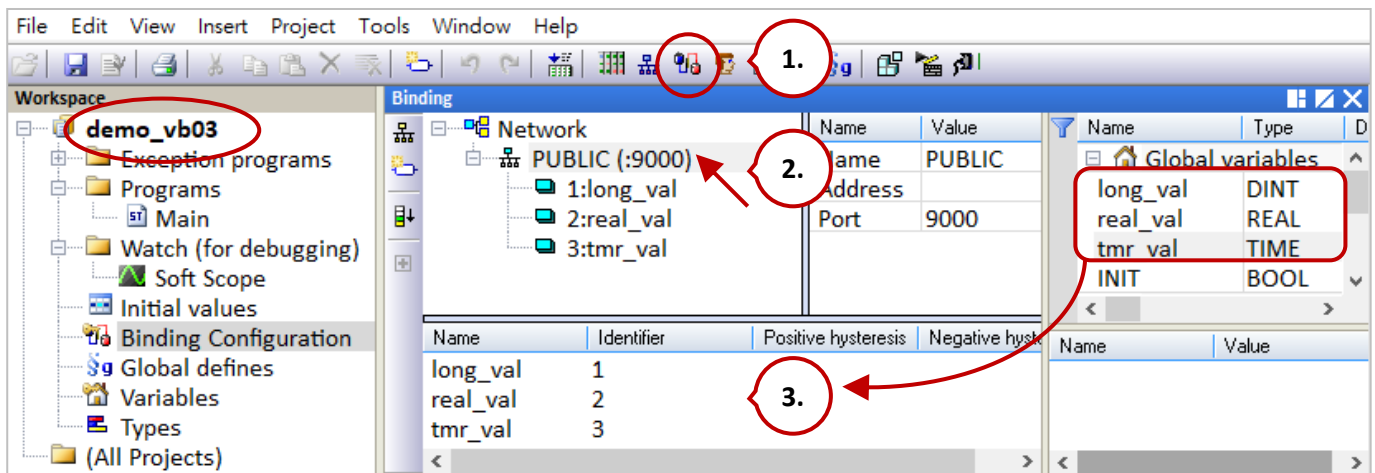 File Edit View Insert Project Tools Window Help
1.
Workspace
demo_vb03
Exception programs
Programs
ST Main
Watch (for debugging)
Soft Scope
Initial values
Binding Configuration
§g Global defines
Variables
Types
(All Projects)
Binding
Network
PUBLIC (:9000)
1:long_val
2:real_val
3:tmr_val
2.
Name Value
Name PUBLIC
Address
Port 9000
Name Type D
Global variables
long_val DINT
real_val REAL
tmr_val TIME
INIT BOOL
Name Identifier Positive hysteresis Negative hyste
long_val 1
real_val 2
tmr_val 3
3.
Name Value